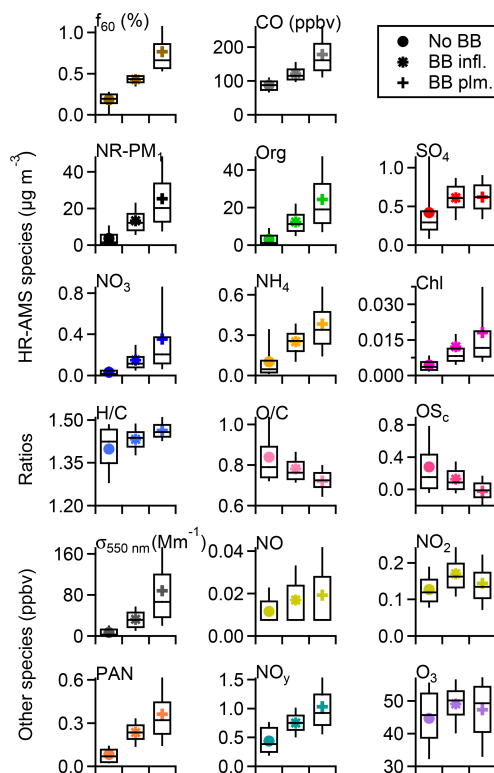 f60 (%)
CO (ppbv)
No BB
BB infl.
BB plm.
1.0
0.5
0.0
200
100
0
HR-AMS species (µg m-3)
NR-PM1
Org
SO4
40
20
0
40
20
0
1.0
0.5
0.0
NO3
NH4
Chl
0.8
0.4
0.0
0.6
0.3
0.0
0.030
0.015
0.000
Ratios
H/C
O/C
OSc
1.50
1.35
1.20
1.0
0.8
0.6
0.8
0.4
0.0
Other species (ppbv)
σ550 nm (Mm-1)
NO
NO2
160
80
0
0.04
0.02
0.00
0.2
0.1
0.0
PAN
NOy
O3
0.6
0.3
0.0
1.5
1.0
0.5
0.0
50
40
30